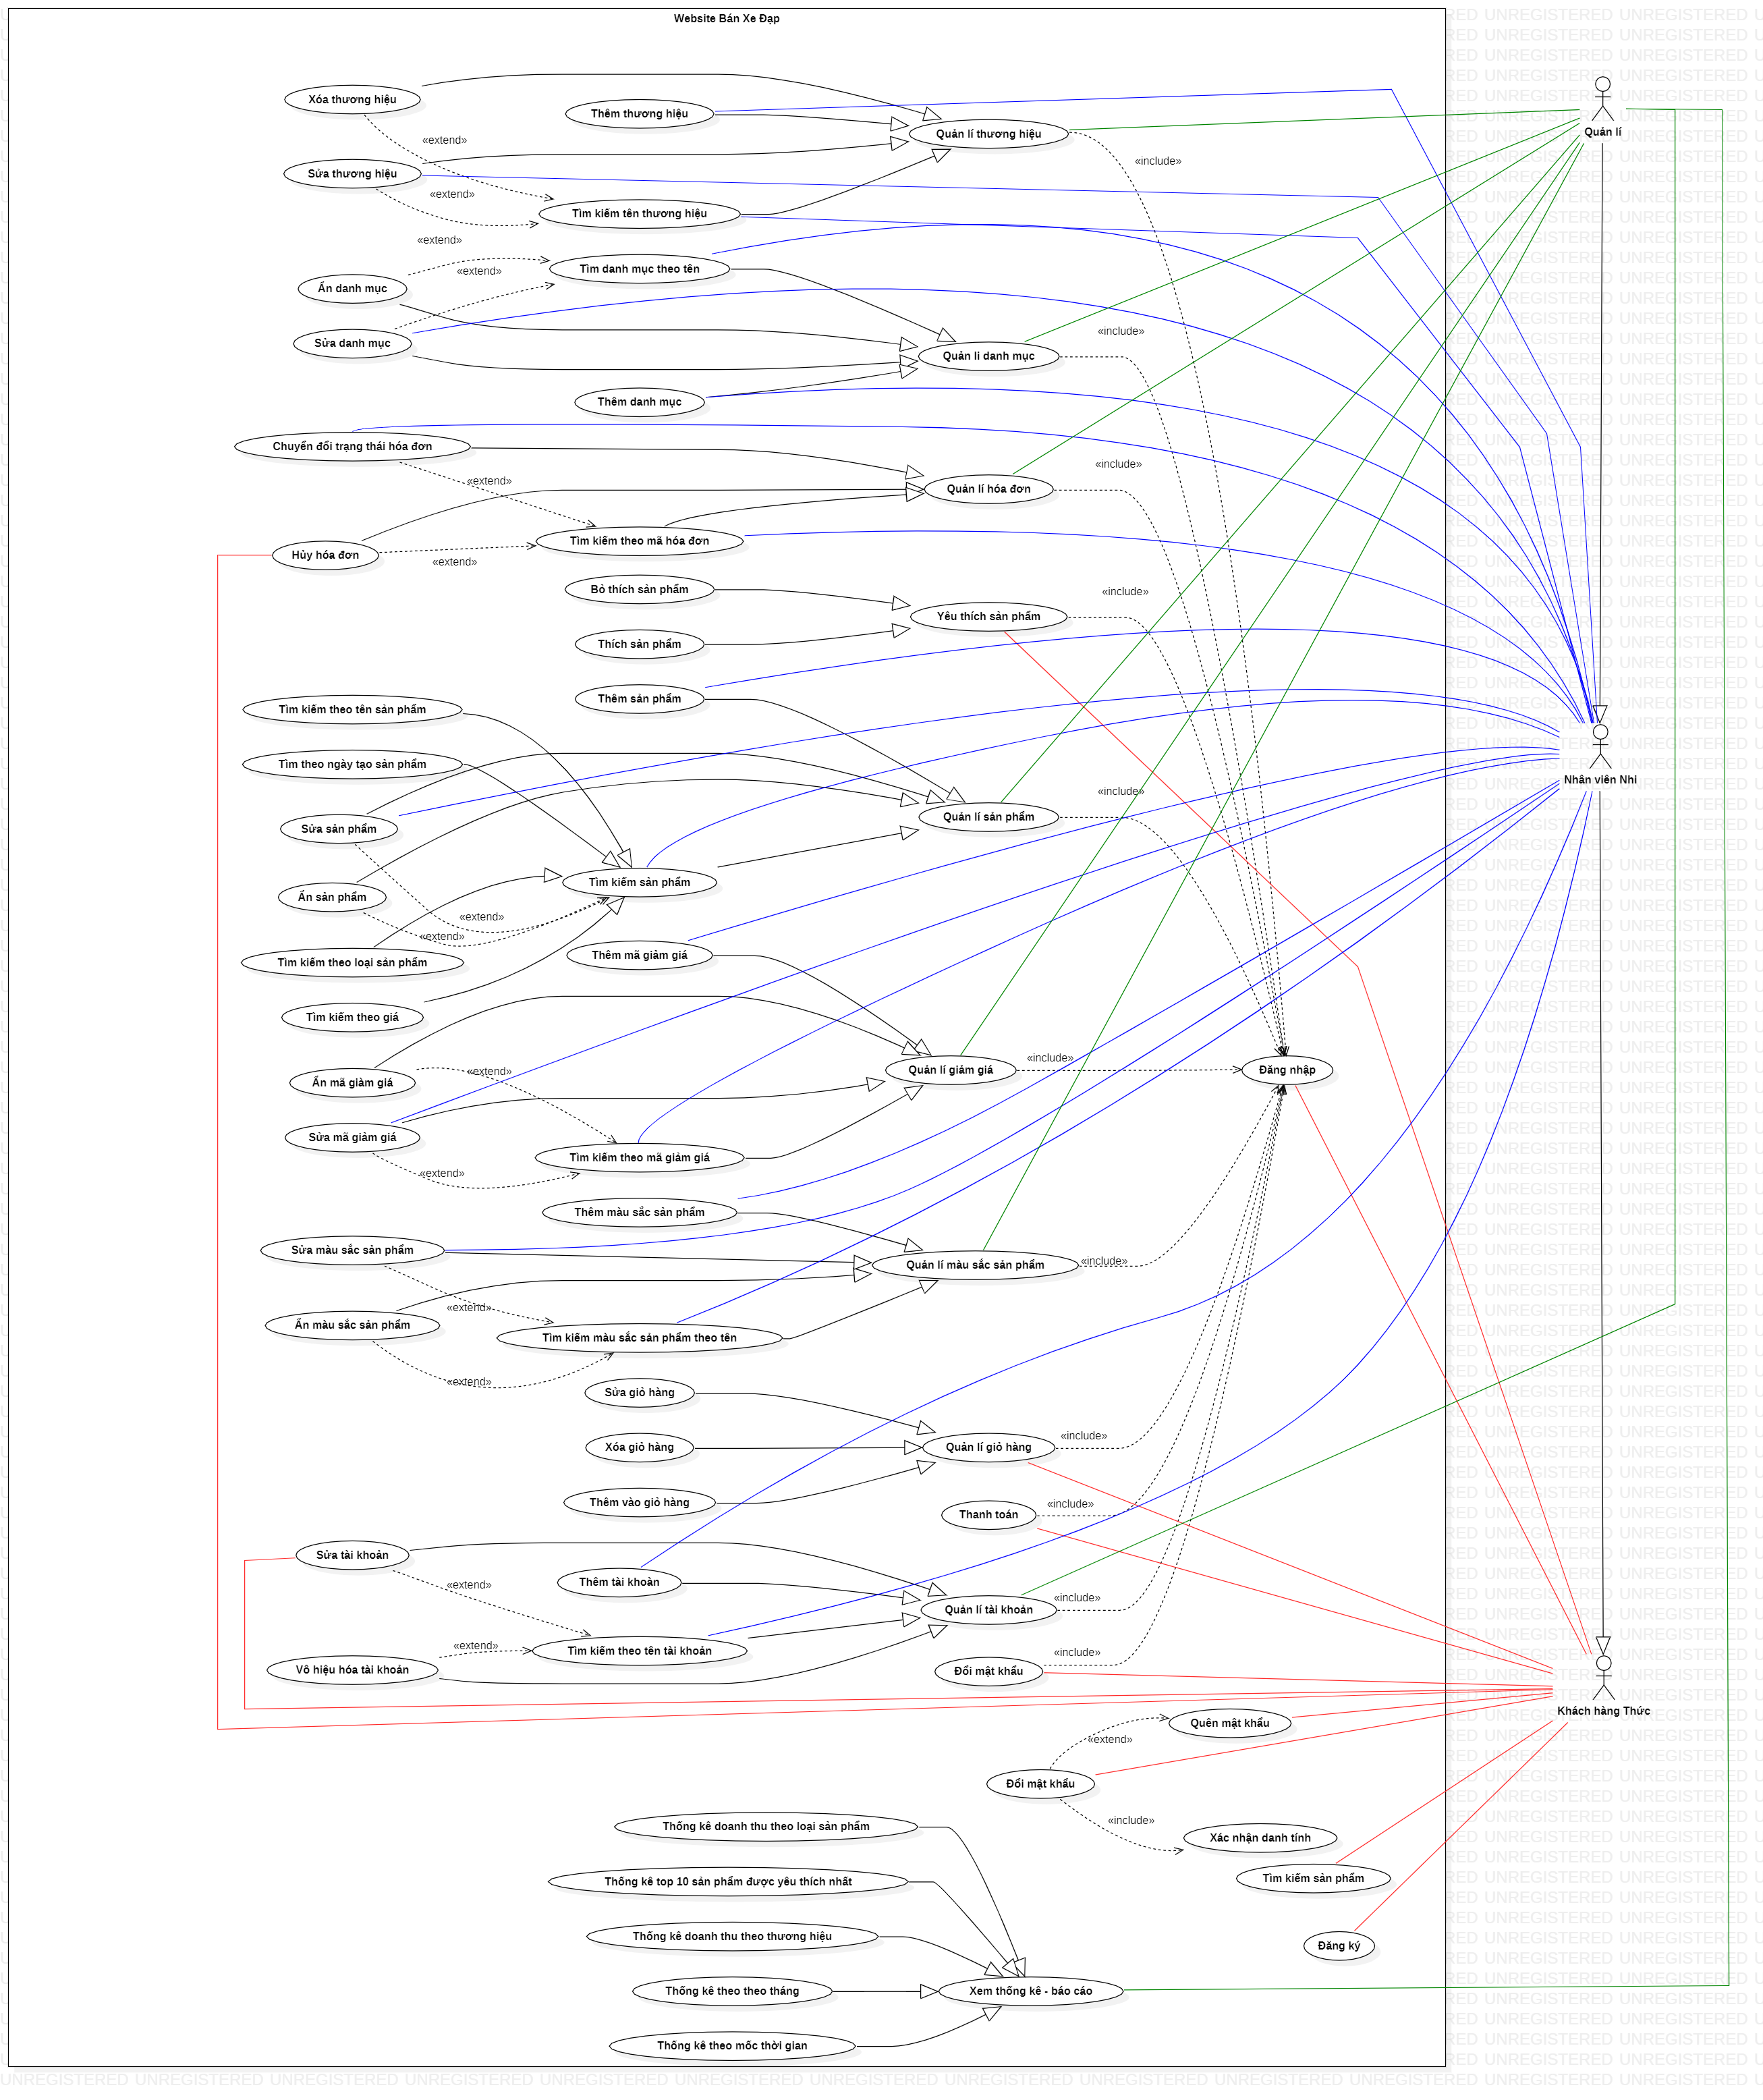 Website Bán Xe Đạp
Xóa thương hiệu
Thêm thương hiệu
Quản lí thương hiệu
Quản lí
«extend»
«include»
Sửa thương hiệu
«extend»
Tìm kiếm tên thương hiệu
«extend»
Tìm danh mục theo tên
«extend»
Ẩn danh mục
«include»
Sửa danh mục
Quản lí danh mục
Thêm danh mục
Chuyển đổi trạng thái hóa đơn
«include»
«extend»
Quản lí hóa đơn
Tìm kiếm theo mã hóa đơn
Hủy hóa đơn
«extend»
Bỏ thích sản phẩm
«include»
Yêu thích sản phẩm
Thích sản phẩm
Thêm sản phẩm
Tìm kiếm theo tên sản phẩm
Tìm theo ngày tạo sản phẩm
Nhân viên Nhi
«include»
Quản lí sản phẩm
Sửa sản phẩm
Tìm kiếm sản phẩm
Ẩn sản phẩm
«extend»
«extend»
Thêm mã giảm giá
Tìm kiếm theo loại sản phẩm
Tìm kiếm theo giá
«include»
«extend»
Quản lí giảm giá
Đăng nhập
Ẩn mã giảm giá
Sửa mã giảm giá
Tìm kiếm theo mã giảm giá
«extend»
Thêm màu sắc sản phẩm
Sửa màu sắc sản phẩm
«include»
Quản lí màu sắc sản phẩm
«extend»
Ẩn màu sắc sản phẩm
Tìm kiếm màu sắc sản phẩm theo tên
«extend»
Sửa giỏ hàng
«include»
Xóa giỏ hàng
Quản lí giỏ hàng
Thêm vào giỏ hàng
«include»
Thanh toán
Sửa tài khoản
Thêm tài khoản
«extend»
«include»
Quản lí tài khoản
«extend»
Tìm kiếm theo tên tài khoản
«include»
Vô hiệu hóa tài khoản
Đổi mật khẩu
Khách hàng Thức
Quên mật khẩu
«extend»
Đổi mật khẩu
«include»
Thống kê doanh thu theo loại sản phẩm
Xác nhận danh tính
Tìm kiếm sản phẩm
Thống kê top 10 sản phẩm được yêu thích nhất
Thống kê doanh thu theo thương hiệu
Đăng ký
Thống kê theo theo tháng
Xem thống kê - báo cáo
Thống kê theo mốc thời gian
UNREGISTERED UNREGISTERED UNREGISTERED UNREGISTERED UNREGISTERED UNREGISTERED UNREGISTERED UNREGISTERED UNREGISTERED UNREGISTERED UNREGISTERED UNREGISTERED UNREGISTERED